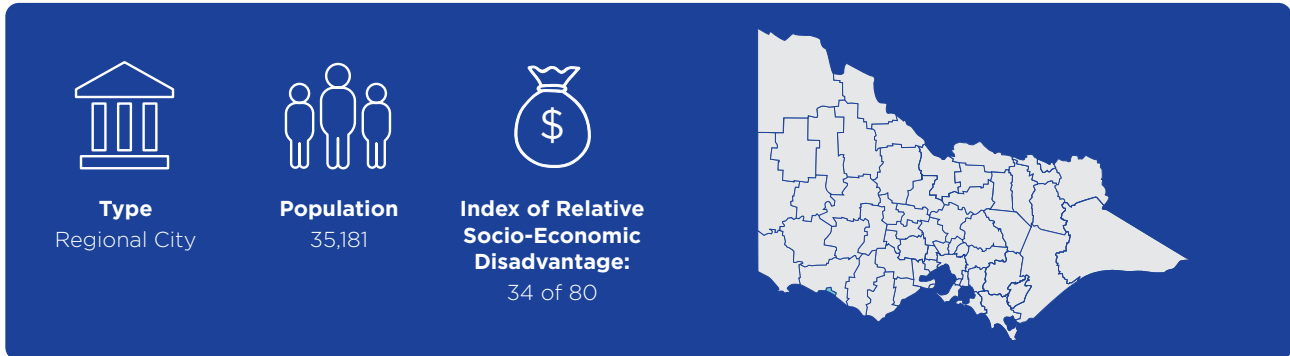 $
Type
Regional City
Population
35,181
Index of Relative
Socio-Economic
Disadvantage:
34 of 80